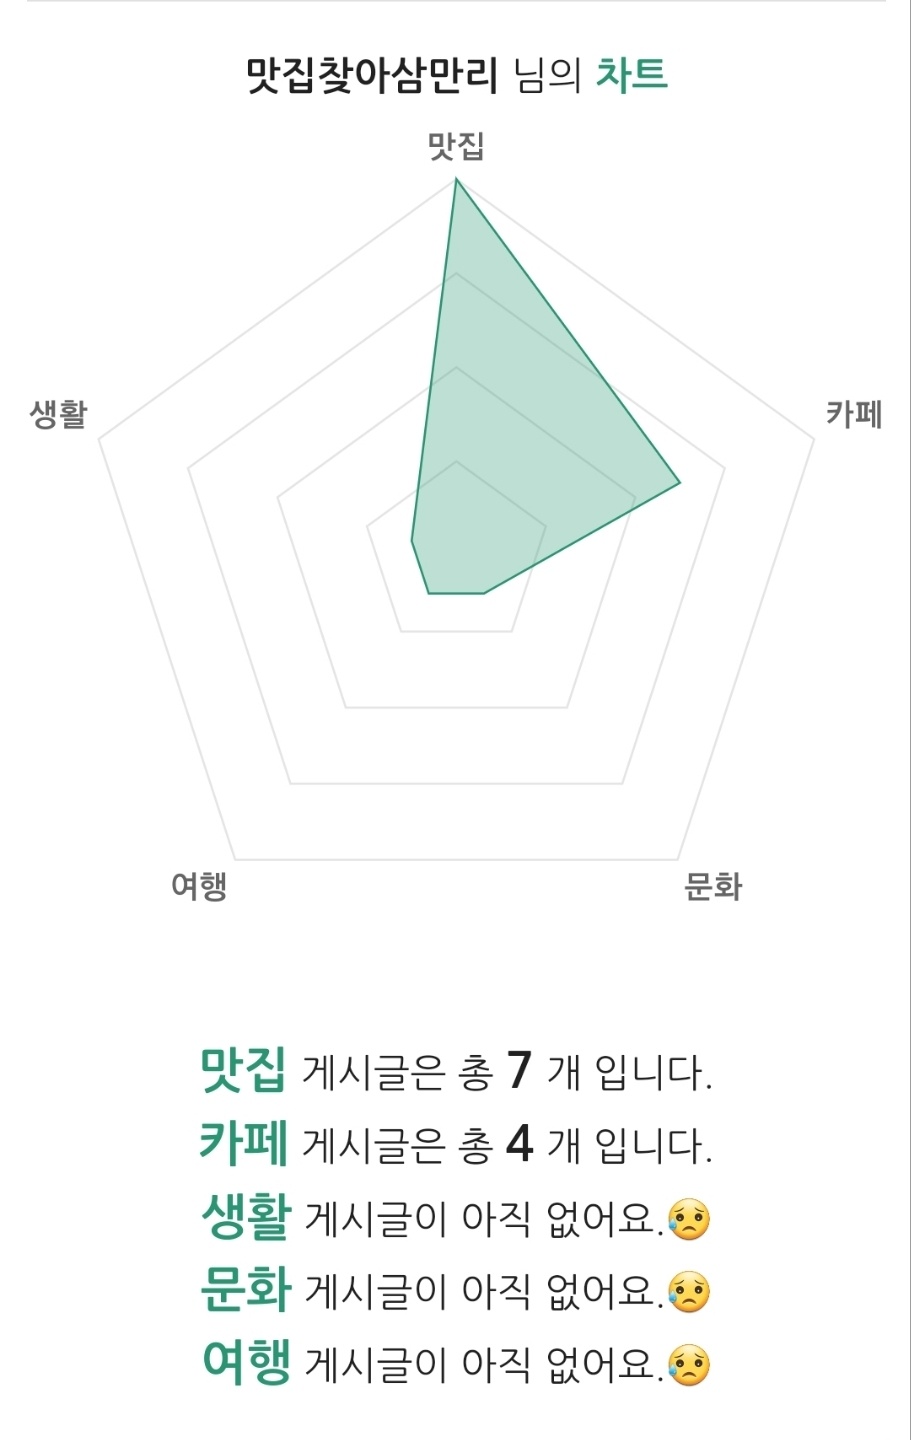 맛집찾아삼만리 님의 차트
맛집
생활
카페
여행
문화
맛집 게시글은 총 7 개 입니다.
카페 게시글은 총 4 개 입니다.
생활 게시글이 아직 없어요.😥
문화 게시글이 아직 없어요.😥
여행 게시글이 아직 없어요.😥